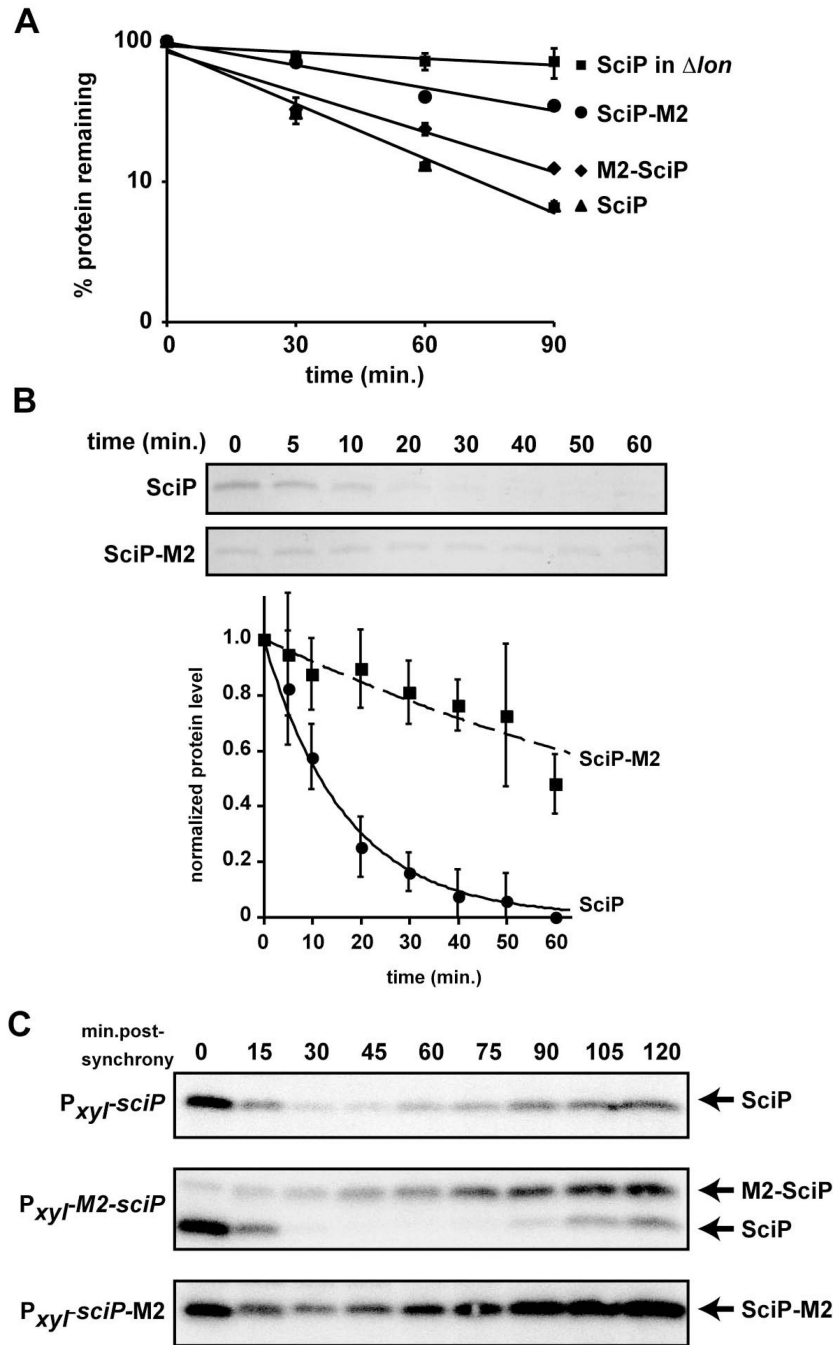 A
100
10
0
% protein remaining
0 30 60 90
time (min.)
SciP in Δlon
SciP-M2
M2-SciP
SciP
B
time (min.) 0 5 10 20 30 40 50 60
SciP
SciP-M2
1.0
0.8
0.6
0.4
0.2
0
normalized protein level
SciP-M2
SciP
0 10 20 30 40 50 60
time (min.)
C
min.post-
synchrony
0 15 30 45 60 75 90 105 120
Pxyl-sciP
SciP
Pxyl-M2-sciP
M2-SciP
SciP
Pxyl-sciP-M2
SciP-M2